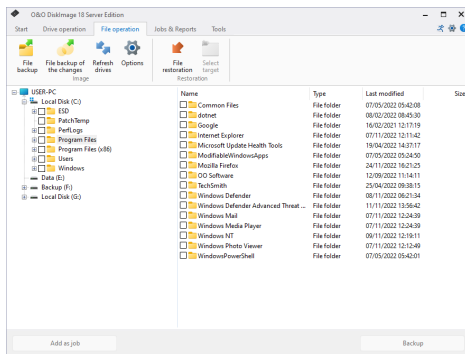 O&O DiskImage 18 Server Edition
Start Drive operation File operation Jobs & Reports Tools
File backup
File backup of the changes
Refresh drives
Options
File restoration
Select target
Image
Restoration
USER-PC
Local Disk (C:)
ESD
PatchTemp
PerfLogs
Program Files
Program Files (x86)
Users
Windows
Data (E:)
Backup (F:)
Local Disk (G:)
Name Type Last modified Size
Common Files File folder 07/05/2022 05:42:08
dotnet File folder 08/02/2022 08:45:30
Google File folder 16/02/2021 12:17:19
Internet Explorer File folder 07/11/2022 12:11:42
Microsoft Update Health Tools File folder 19/04/2022 14:37:17
ModifiableWindowsApps File folder 07/05/2022 05:24:50
Mozilla Firefox File folder 24/11/2022 16:21:25
OO Software File folder 12/09/2022 11:14:11
TechSmith File folder 25/04/2022 09:38:15
Windows Defender File folder 08/11/2022 06:21:34
Windows Defender Advanced Threat ... File folder 11/11/2022 13:56:42
Windows Mail File folder 07/11/2022 12:24:39
Windows Media Player File folder 07/11/2022 12:24:39
Windows NT File folder 09/11/2022 12:19:11
Windows Photo Viewer File folder 07/11/2022 12:12:49
WindowsPowerShell File folder 07/05/2022 05:42:01
Add as job
Backup